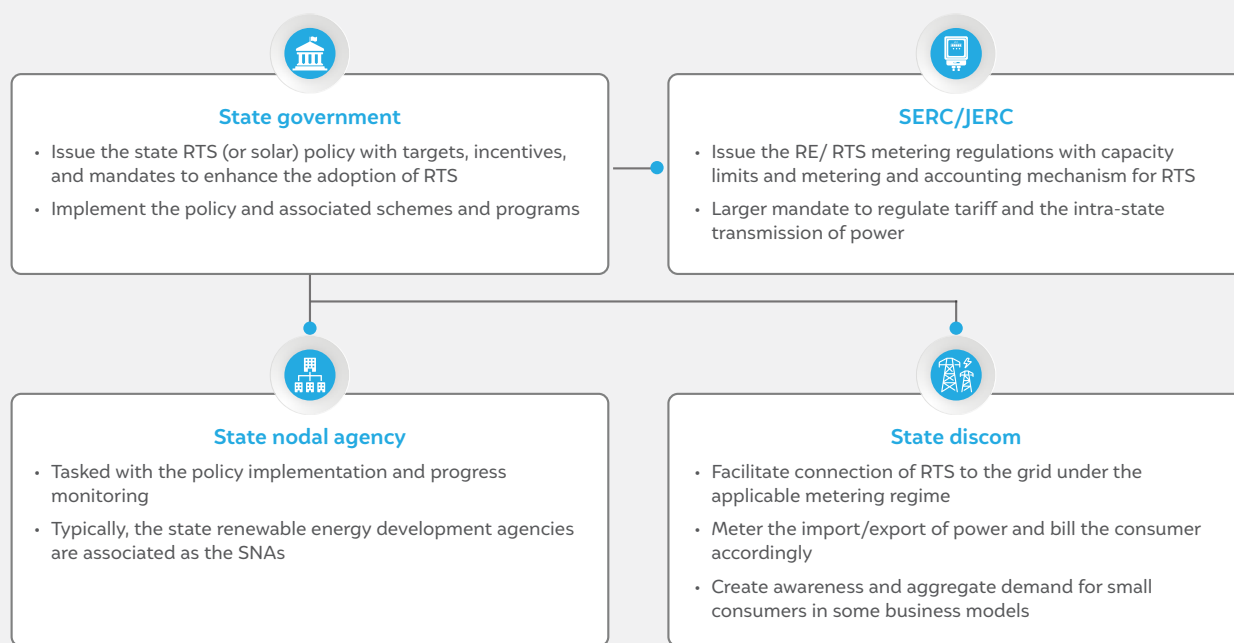 State government
• Issue the state RTS (or solar) policy with targets, incentives,
and mandates to enhance the adoption of RTS
• Implement the policy and associated schemes and programs
SERC/JERC
• Issue the RE/ RTS metering regulations with capacity
limits and metering and accounting mechanism for RTS
• Larger mandate to regulate tariff and the intra-state
transmission of power
State nodal agency
• Tasked with the policy implementation and progress
monitoring
• Typically, the state renewable energy development agencies
are associated as the SNAs
State discom
• Facilitate connection of RTS to the grid under the
applicable metering regime
• Meter the import/export of power and bill the consumer
accordingly
• Create awareness and aggregate demand for small
consumers in some business models